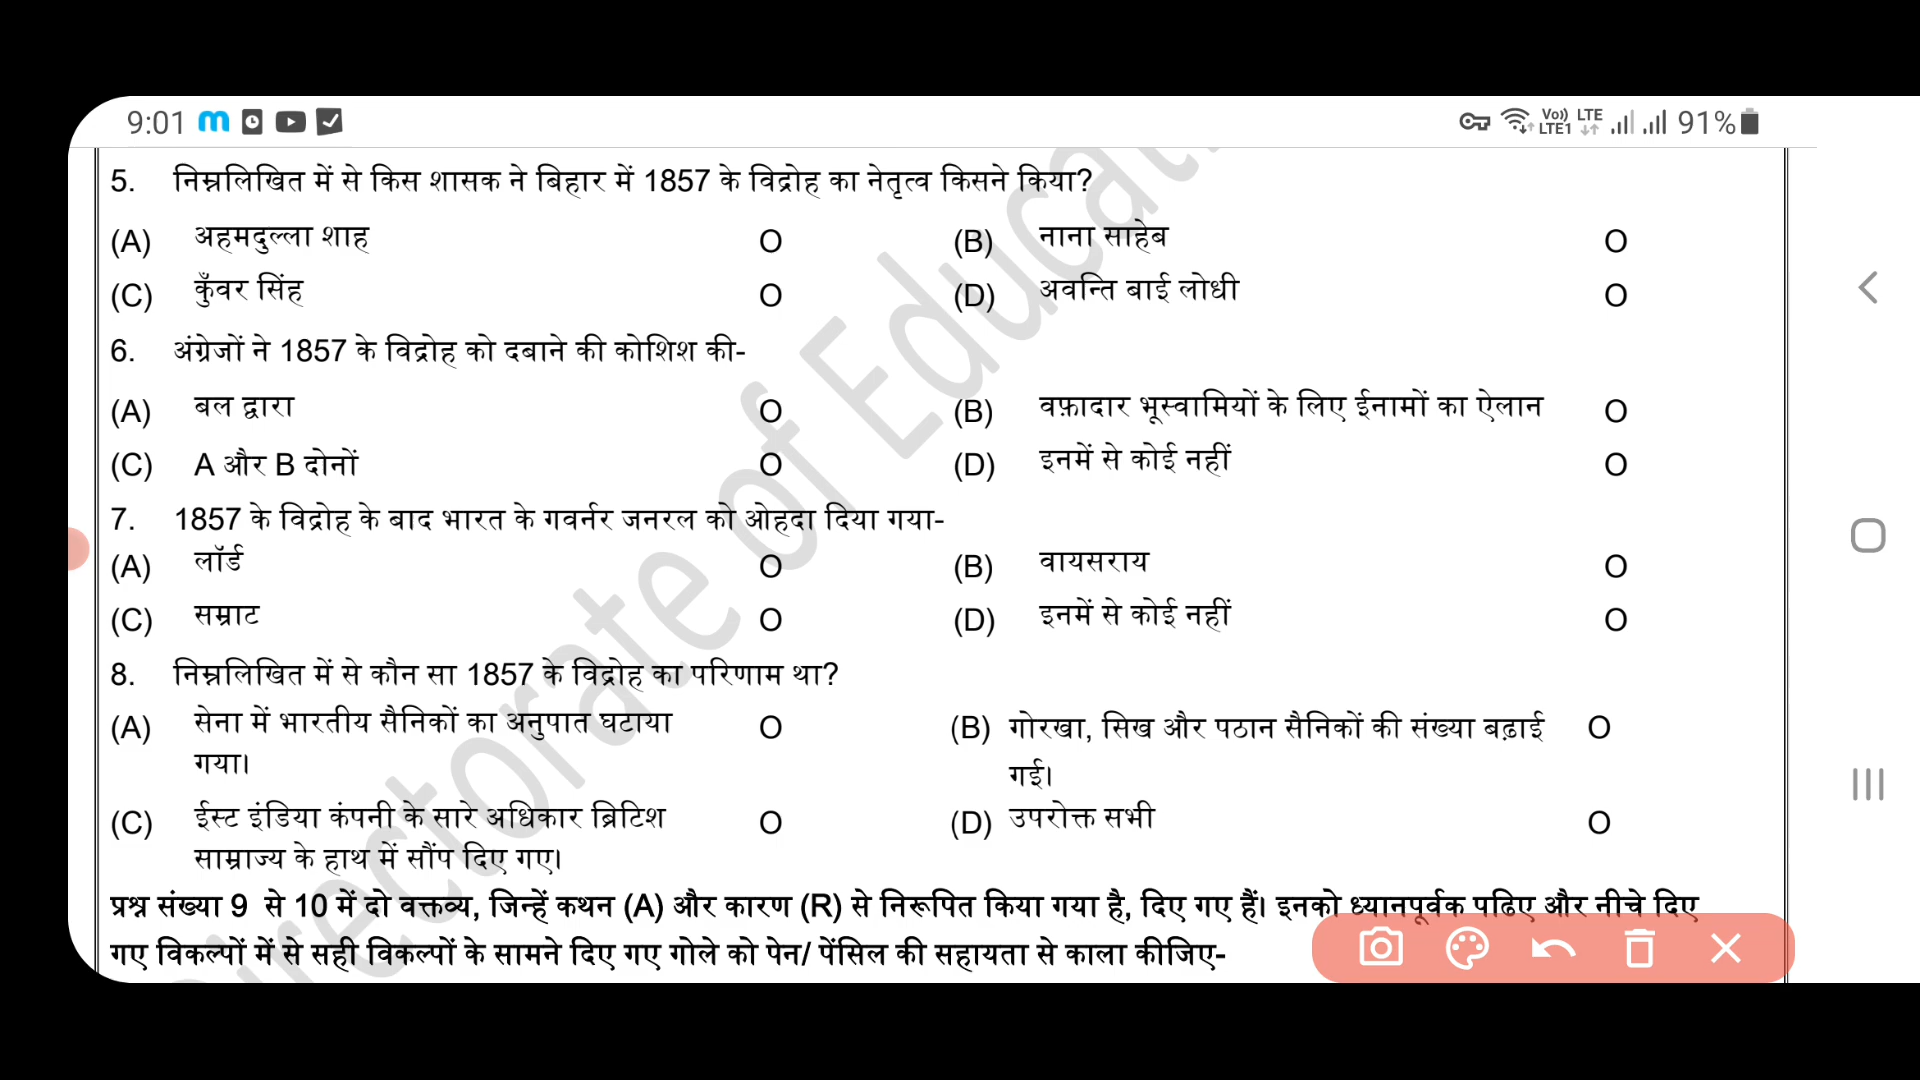 9:01 Vo)) LTE LTE1 91%
5. निम्नलिखित में से किस शासक ने बिहार में 1857 के विद्रोह का नेतृत्व किसने किया?
(A) अहमदुल्ला शाह O (B) नाना साहेब O
(C) कुँवर सिंह O (D) अवन्ति बाई लोधी O
6. अंग्रेजों ने 1857 के विद्रोह को दबाने की कोशिश की-
(A) बल द्वारा O (B) वफ़ादार भूस्वामियों के लिए ईनामों का ऐलान O
(C) A और B दोनों O (D) इनमें से कोई नहीं O
7. 1857 के विद्रोह के बाद भारत के गवर्नर जनरल को ओहदा दिया गया-
(A) लॉर्ड O (B) वायसराय O
(C) सम्राट O (D) इनमें से कोई नहीं O
8. निम्नलिखित में से कौन सा 1857 के विद्रोह का परिणाम था?
(A) सेना में भारतीय सैनिकों का अनुपात घटाया O (B) गोरखा, सिख और पठान सैनिकों की संख्या बढ़ाई O
गया। गई।
(C) ईस्ट इंडिया कंपनी के सारे अधिकार ब्रिटिश O (D) उपरोक्त सभी O
साम्राज्य के हाथ में सौंप दिए गए।
प्रश्न संख्या 9 से 10 में दो वक्तव्य, जिन्हें कथन (A) और कारण (R) से निरूपित किया गया है, दिए गए हैं। इनको ध्यानपूर्वक पढिए और नीचे दिए
गए विकल्पों में से सही विकल्पों के सामने दिए गए गोले को पेन/ पेंसिल की सहायता से काला कीजिए-
Directorate of Educati